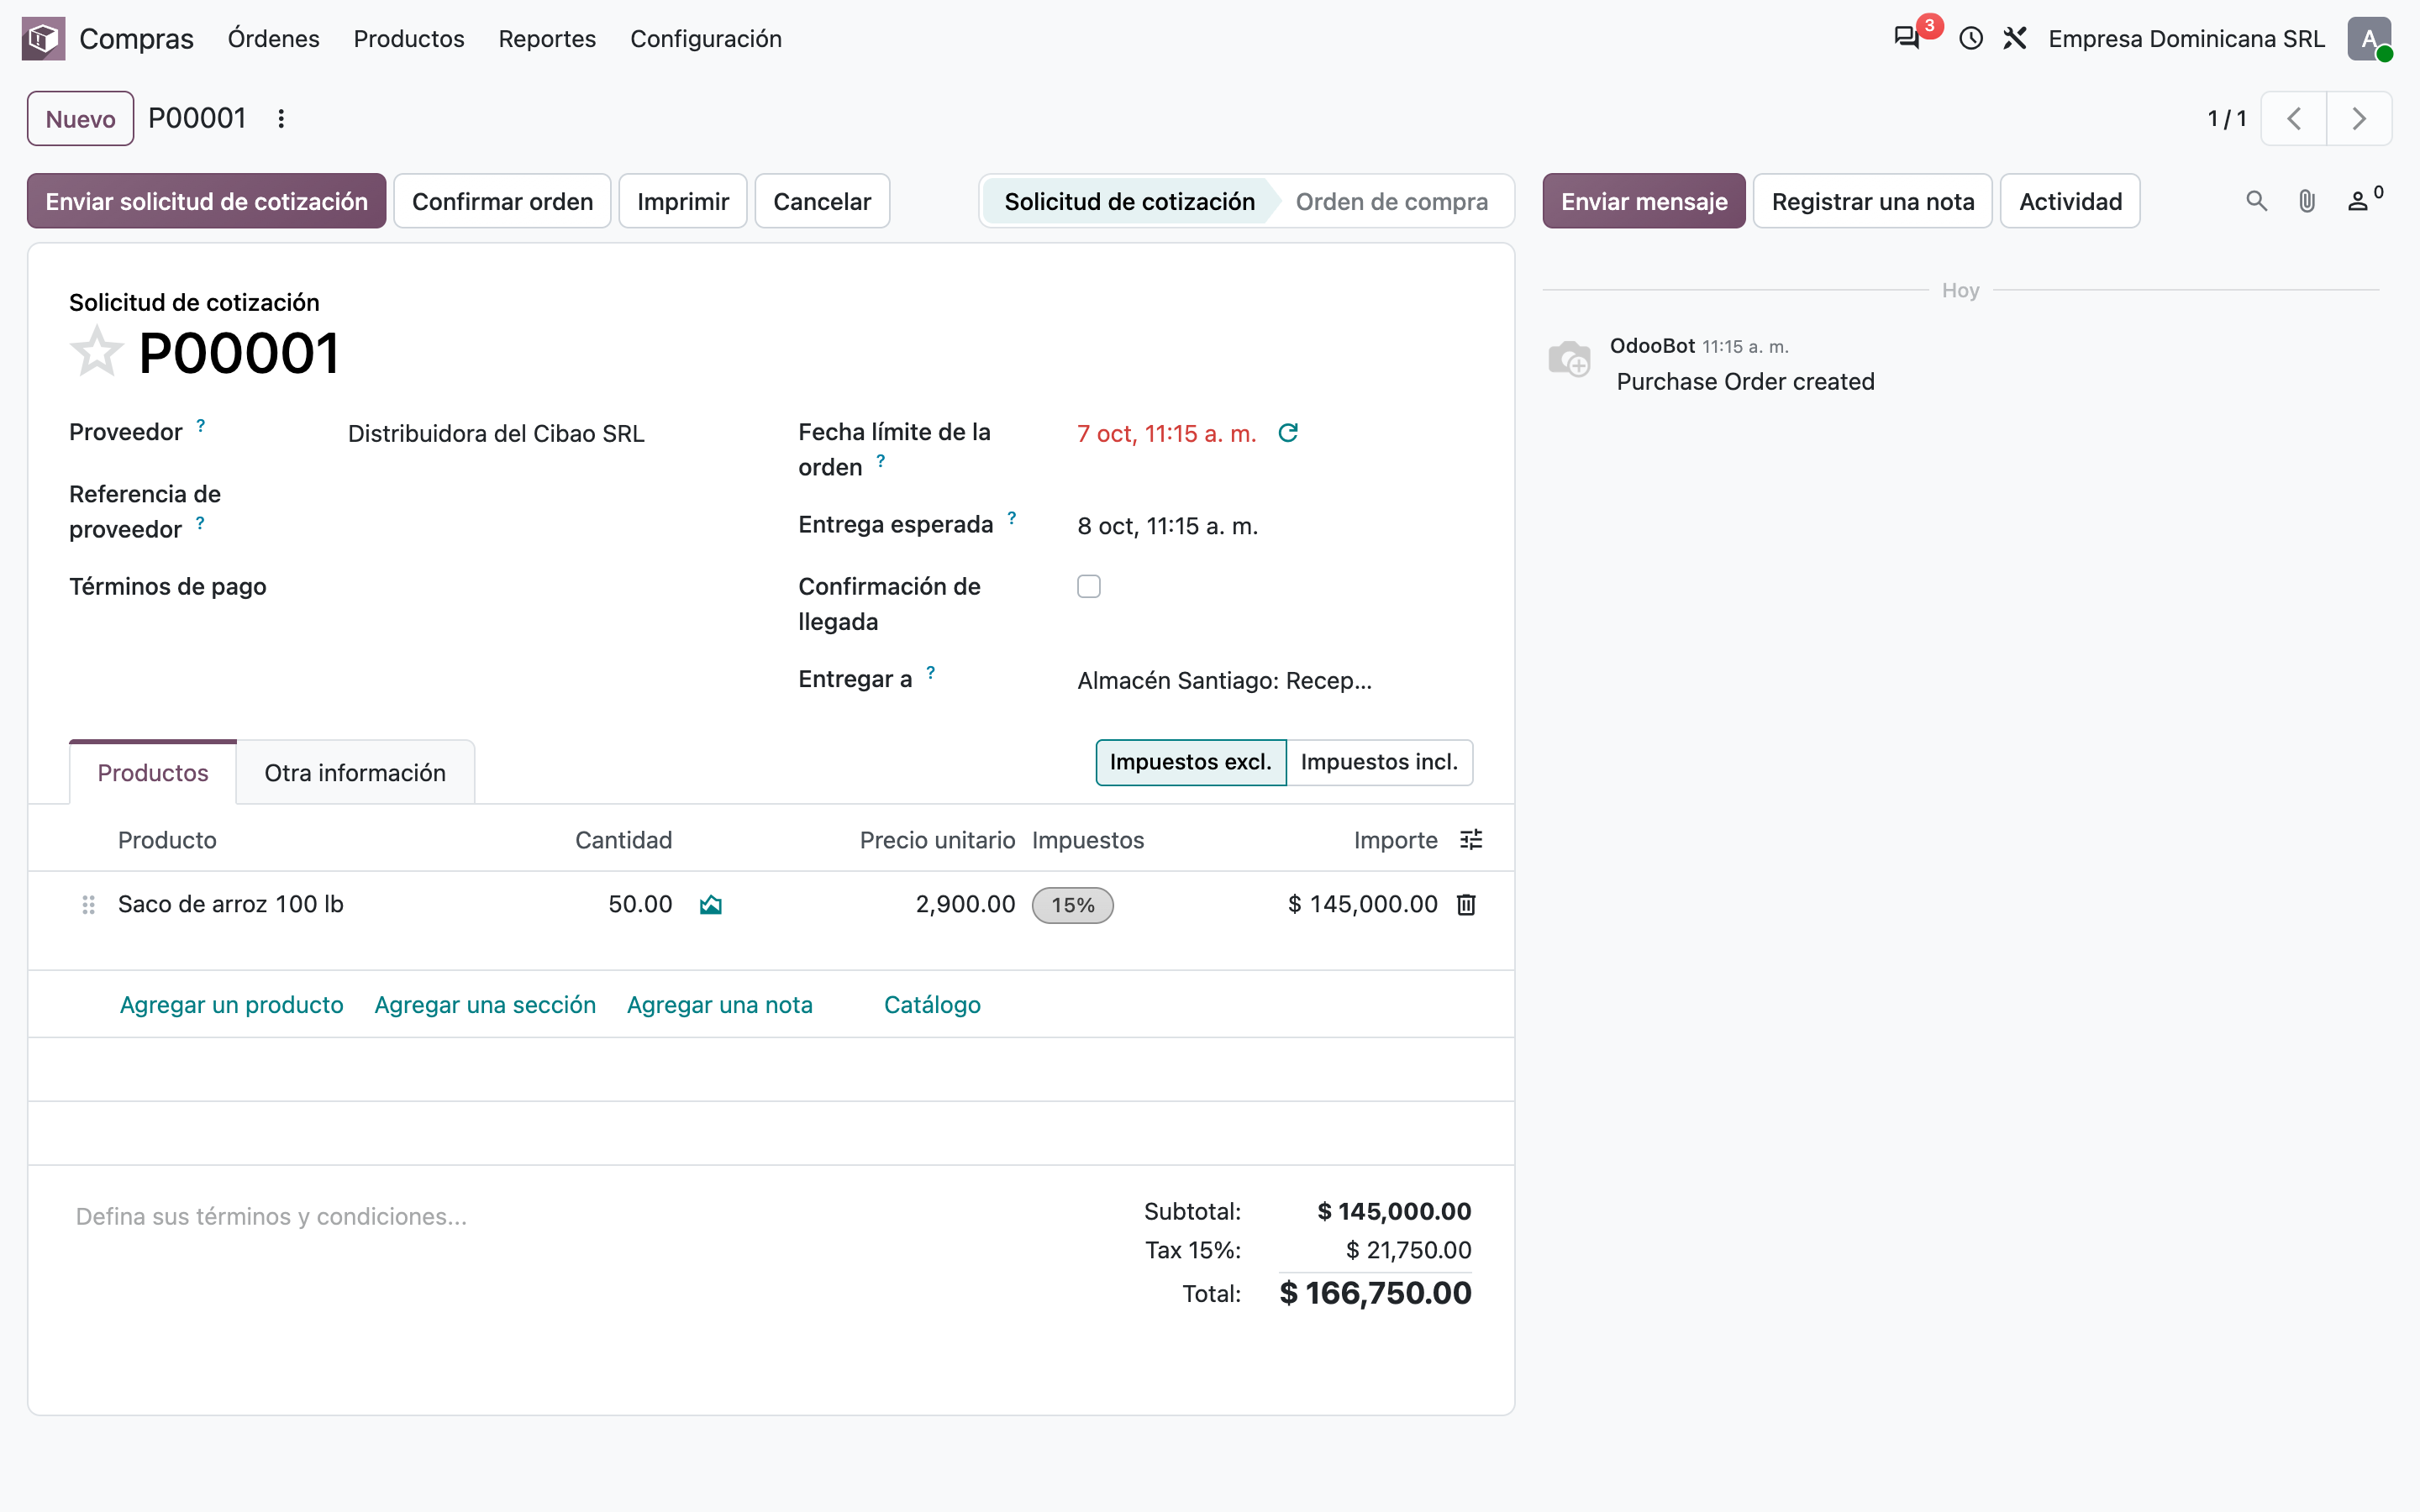 Compras Órdenes Productos Reportes Configuración 3 Empresa Dominicana SRL A
Nuevo P00001 1 / 1
Enviar solicitud de cotización Confirmar orden Imprimir Cancelar Solicitud de cotización Orden de compra Enviar mensaje Registrar una nota Actividad 0
Hoy
OdooBot 11:15 a. m.
Purchase Order created
Solicitud de cotización
P00001
Proveedor ? Distribuidora del Cibao SRL
Referencia de
proveedor ?
Términos de pago
Fecha límite de la
orden ? 7 oct, 11:15 a. m.
Entrega esperada ? 8 oct, 11:15 a. m.
Confirmación de
llegada
Entregar a ? Almacén Santiago: Recep...
Productos Otra información Impuestos excl. Impuestos incl.
Producto Cantidad Precio unitario Impuestos Importe
Saco de arroz 100 lb 50.00 2,900.00 15% $ 145,000.00
Agregar un producto Agregar una sección Agregar una nota Catálogo
Defina sus términos y condiciones...
Subtotal: $ 145,000.00
Tax 15%: $ 21,750.00
Total: $ 166,750.00